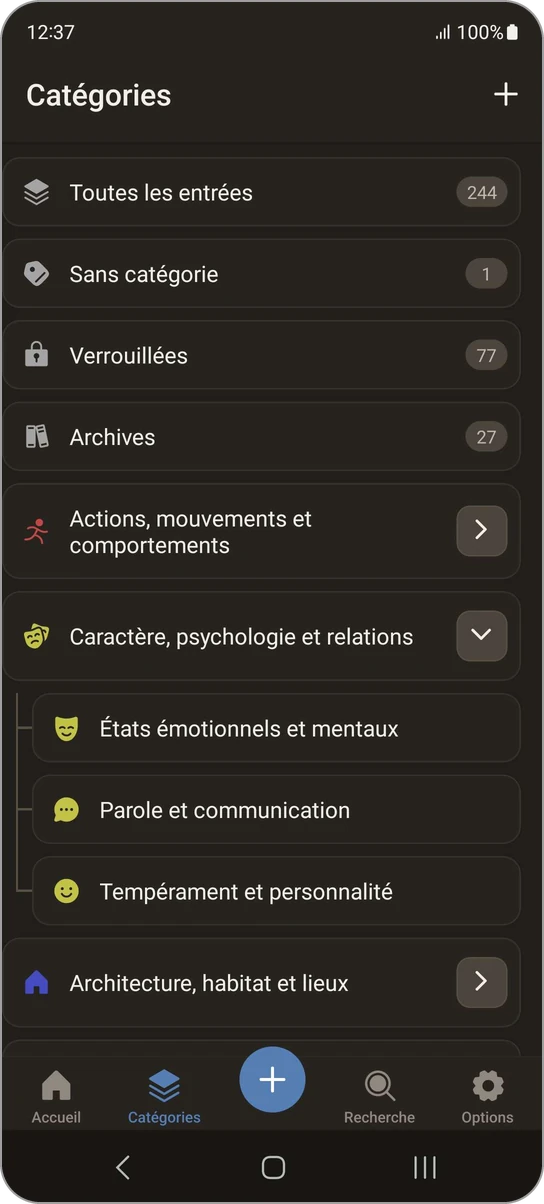 12:37
100%
Catégories
Toutes les entrées
244
Sans catégorie
1
Verrouillées
77
Archives
27
Actions, mouvements et
comportements
Caractère, psychologie et relations
États émotionnels et mentaux
Parole et communication
Tempérament et personnalité
Architecture, habitat et lieux
Accueil
Catégories
Recherche
Options